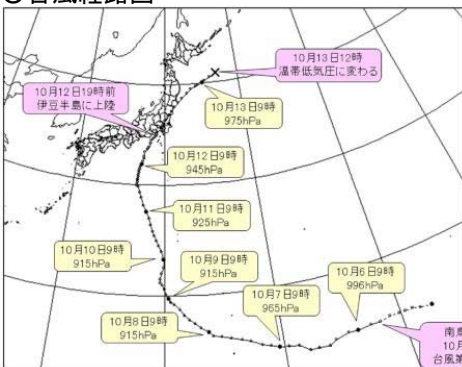 ○台風経路図
10月13日12時
温帯低気圧に変わる
10月12日19時前
伊豆半島に上陸
10月13日9時
975hPa
10月12日9時
945hPa
10月11日9時
925hPa
10月10日9時
915hPa
10月9日9時
915hPa
10月6日9時
996hPa
10月7日9時
965hPa
10月8日9時
915hPa
南鳥
10月
台風第